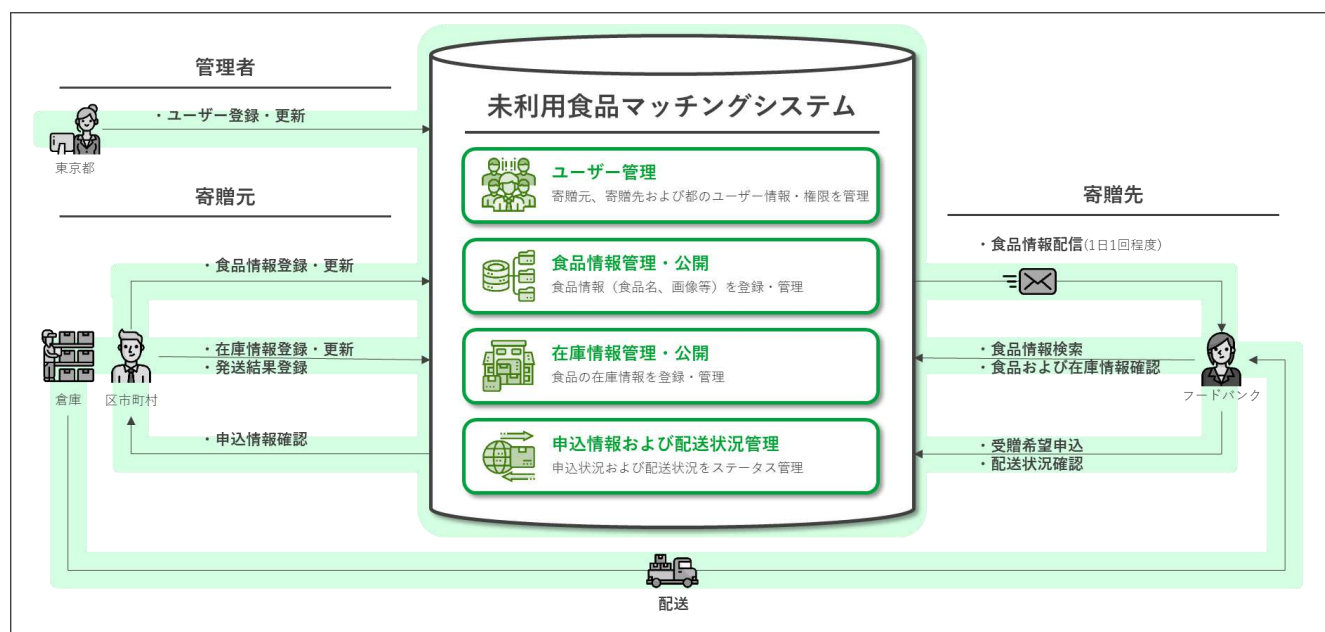 管理者
・ユーザー登録・更新
東京都
寄贈元
・食品情報登録・更新
・在庫情報登録・更新
・発送結果登録
倉庫
区市町村
・申込情報確認
未利用食品マッチングシステム
ユーザー管理
寄贈元、寄贈先および都のユーザー情報・権限を管理
食品情報管理・公開
食品情報（食品名、画像等）を登録・管理
在庫情報管理・公開
食品の在庫情報を登録・管理
申込情報および配送状況管理
申込状況および配送状況をステータス管理
寄贈先
・食品情報配信(1日1回程度)
・食品情報検索
・食品および在庫情報確認
フードバンク
・受贈希望申込
・配送状況確認
配送